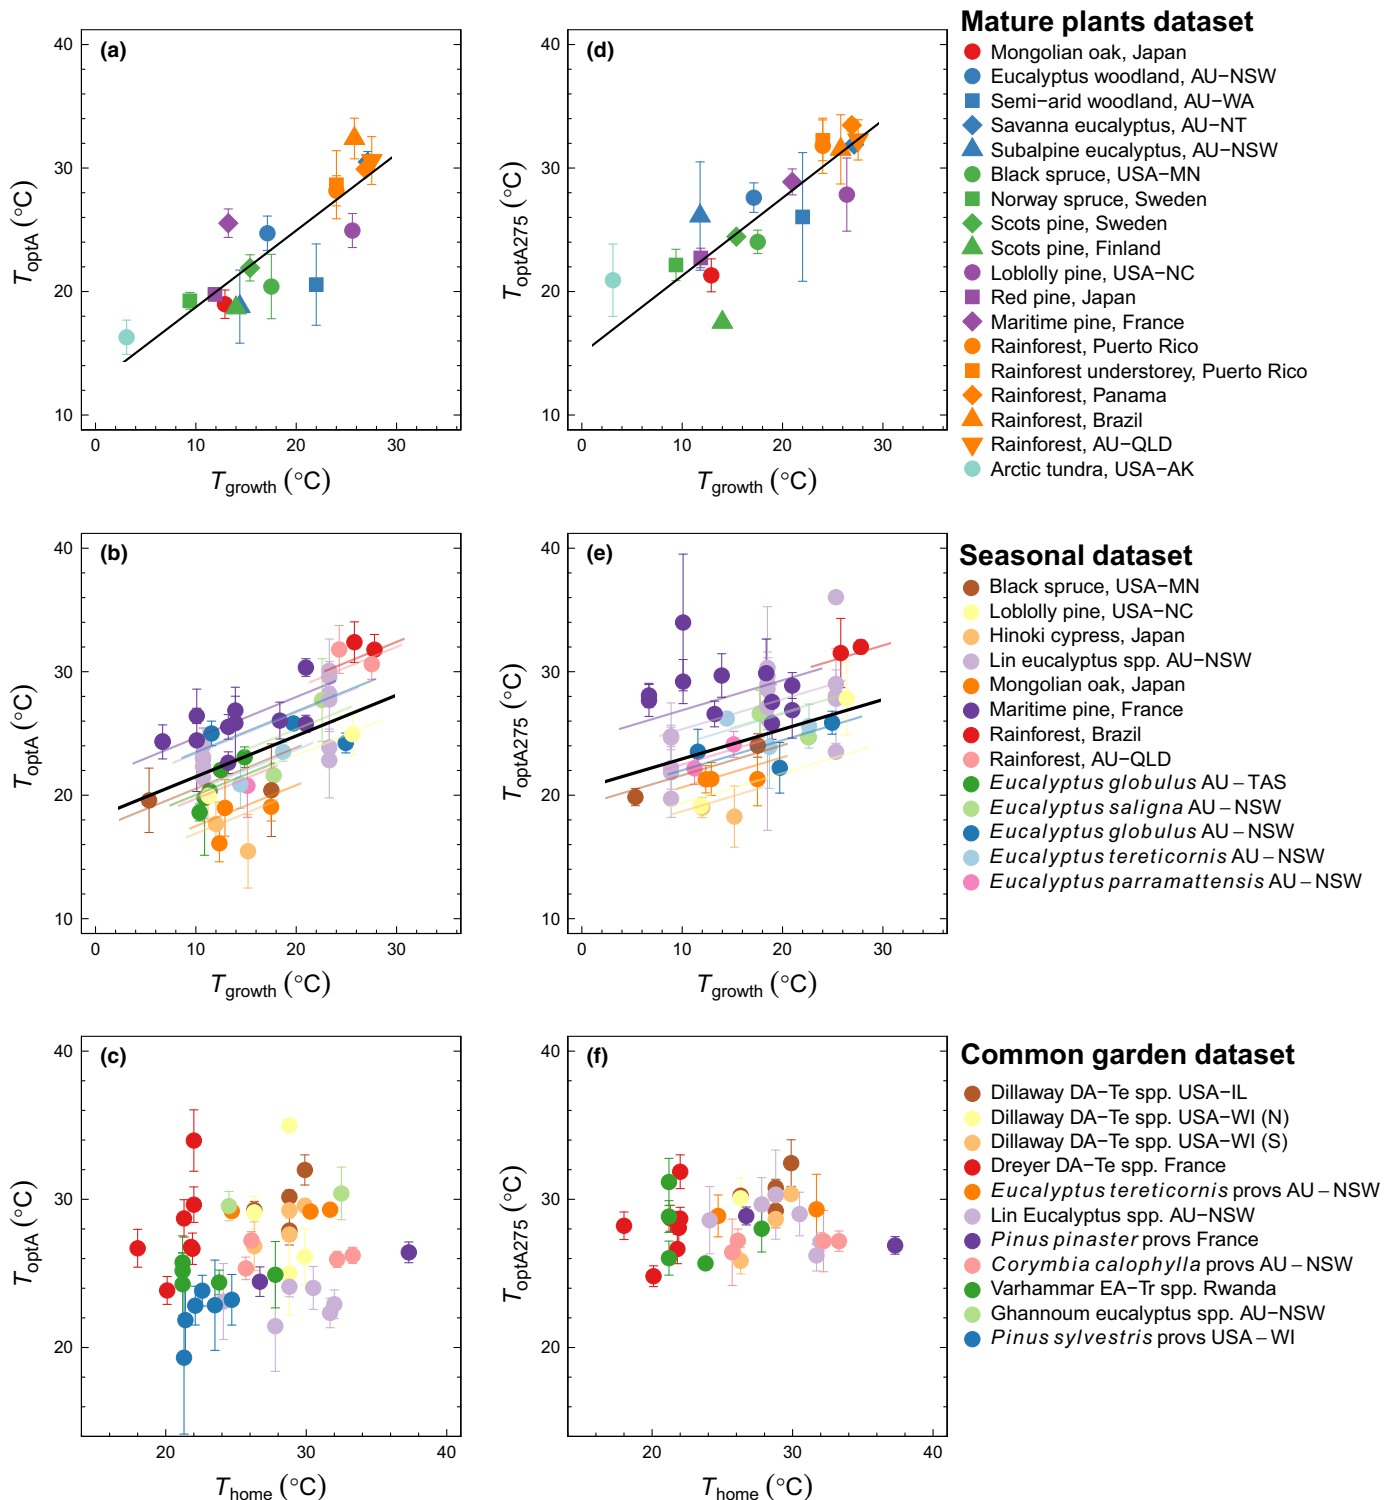 (a)
40
30
20
10
0 10 20 30
ToptA (°C)
Tgrowth (°C)
(d)
40
30
20
10
0 10 20 30
ToptA275 (°C)
Tgrowth (°C)
Mature plants dataset
Mongolian oak, Japan
Eucalyptus woodland, AU−NSW
Semi−arid woodland, AU−WA
Savanna eucalyptus, AU−NT
Subalpine eucalyptus, AU−NSW
Black spruce, USA−MN
Norway spruce, Sweden
Scots pine, Sweden
Scots pine, Finland
Loblolly pine, USA−NC
Red pine, Japan
Maritime pine, France
Rainforest, Puerto Rico
Rainforest understorey, Puerto Rico
Rainforest, Panama
Rainforest, Brazil
Rainforest, AU−QLD
Arctic tundra, USA−AK
(b)
40
30
20
10
0 10 20 30
ToptA (°C)
Tgrowth (°C)
(e)
40
30
20
10
0 10 20 30
ToptA275 (°C)
Tgrowth (°C)
Seasonal dataset
Black spruce, USA−MN
Loblolly pine, USA−NC
Hinoki cypress, Japan
Lin eucalyptus spp. AU−NSW
Mongolian oak, Japan
Maritime pine, France
Rainforest, Brazil
Rainforest, AU−QLD
Eucalyptus globulus AU − TAS
Eucalyptus saligna AU − NSW
Eucalyptus globulus AU − NSW
Eucalyptus tereticornis AU − NSW
Eucalyptus parramattensis AU − NSW
(c)
40
30
20
20 30 40
ToptA (°C)
Thome (°C)
(f)
40
30
20
20 30 40
ToptA275 (°C)
Thome (°C)
Common garden dataset
Dillaway DA−Te spp. USA−IL
Dillaway DA−Te spp. USA−WI (N)
Dillaway DA−Te spp. USA−WI (S)
Dreyer DA−Te spp. France
Eucalyptus tereticornis provs AU − NSW
Lin Eucalyptus spp. AU−NSW
Pinus pinaster provs France
Corymbia calophylla provs AU − NSW
Varhammar EA−Tr spp. Rwanda
Ghannoum eucalyptus spp. AU−NSW
Pinus sylvestris provs USA − WI